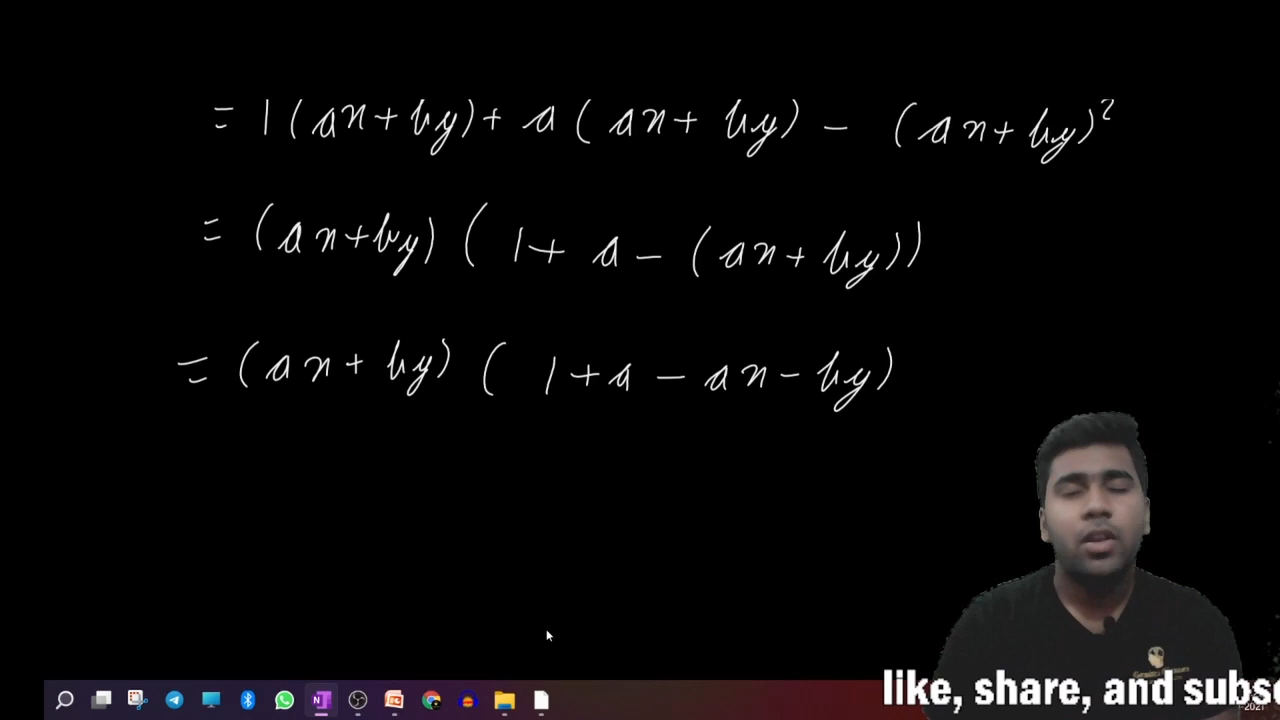 = 1(ax+by)+ a(ax+by) - (ax+by)²
= (ax+by)(1+ a - (ax+by))
= (ax+by)(1+a - ax - by)
like, share, and subs
2021